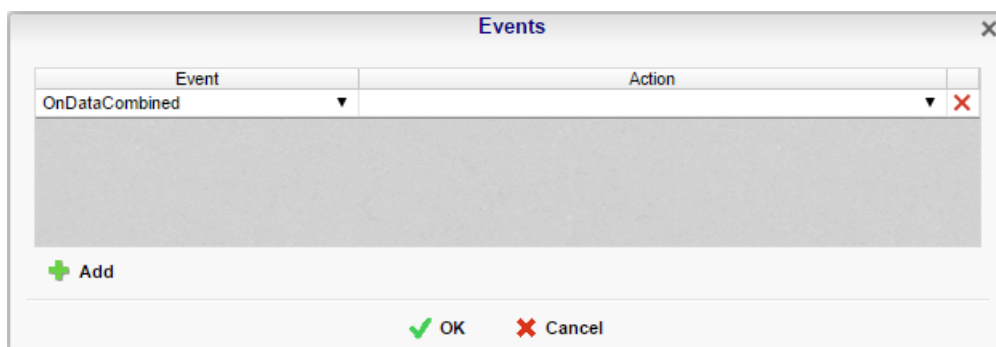 Events
Event Action
OnDataCombined
Add
OK Cancel